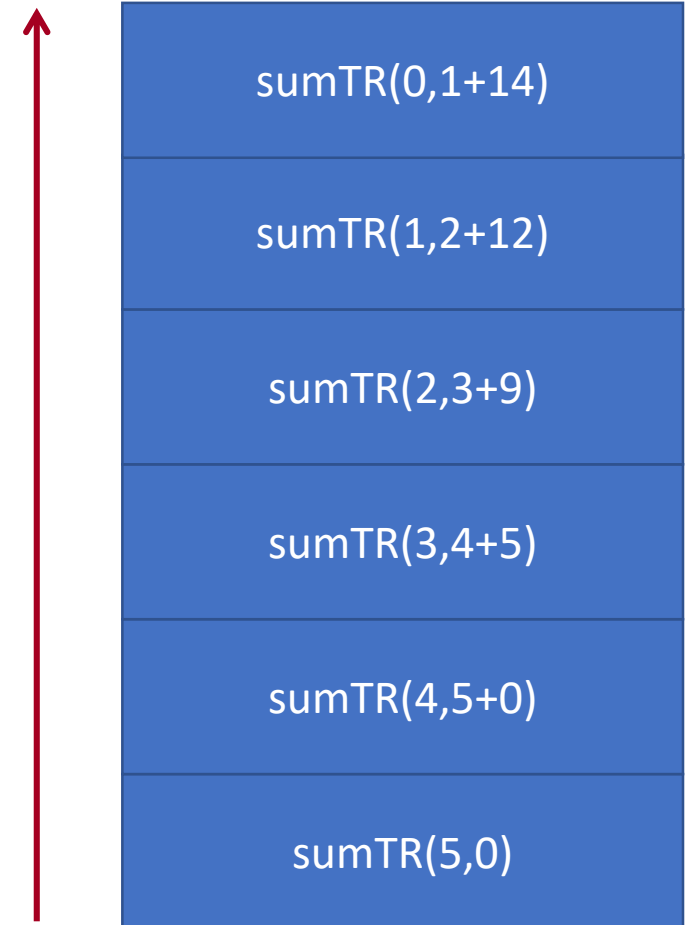 sumTR(0,1+14)
sumTR(1,2+12)
sumTR(2,3+9)
sumTR(3,4+5)
sumTR(4,5+0)
sumTR(5,0)